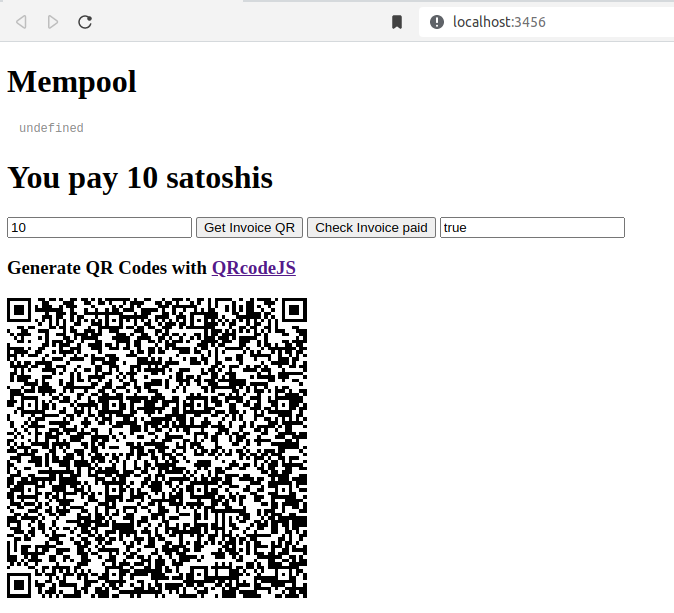 localhost:3456
Mempool
undefined
You pay 10 satoshis
10 Get Invoice QR Check Invoice paid true
Generate QR Codes with QRcodeJS